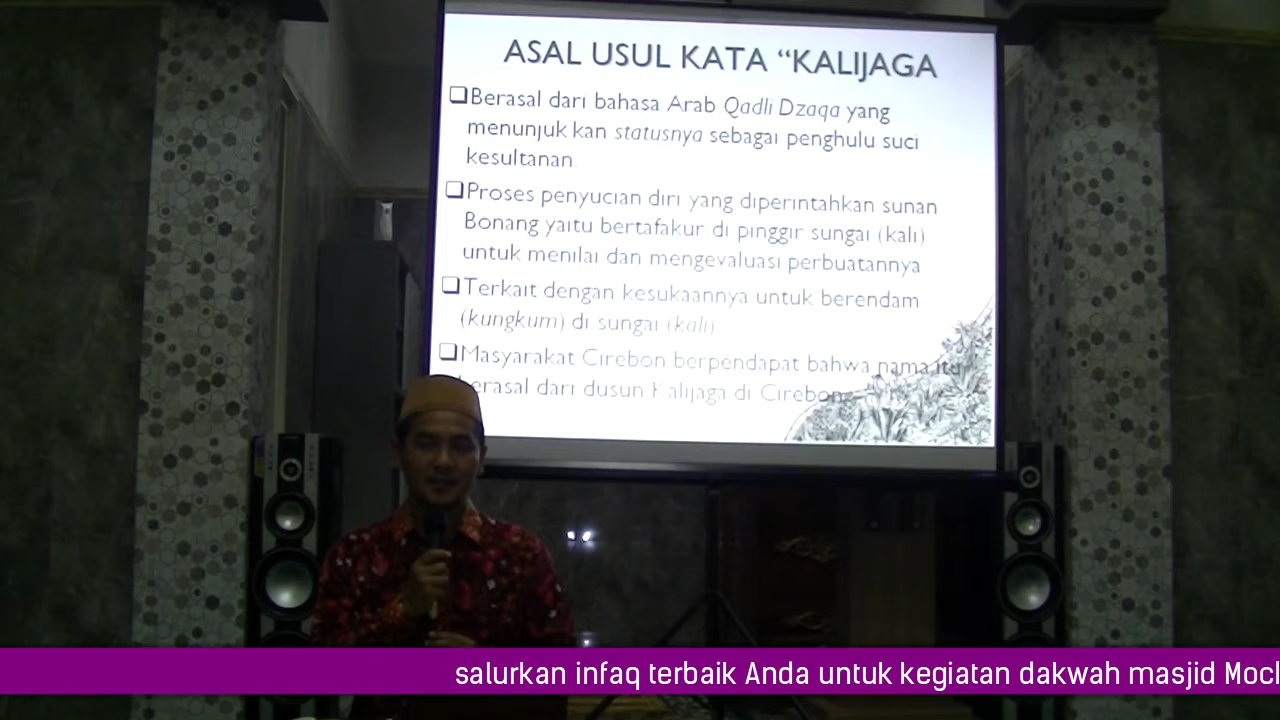 ASAL USUL KATA “KALIJAGA
❑Berasal dari bahasa Arab Qadli Dzaqa yang
menunjuk kan statusnya sebagai penghulu suci
kesultanan.
❑Proses penyucian diri yang diperintahkan sunan
Bonang yaitu bertafakur di pinggir sungai (kali)
untuk menilai dan mengevaluasi perbuatannya
❑Terkait dengan kesukaannya untuk berendam
(kungkum) di sungai (kali)
❑Masyarakat Cirebon berpendapat bahwa nama itu
berasal dari dusun Kalijaga di Cirebon
salurkan infaq terbaik Anda untuk kegiatan dakwah masjid